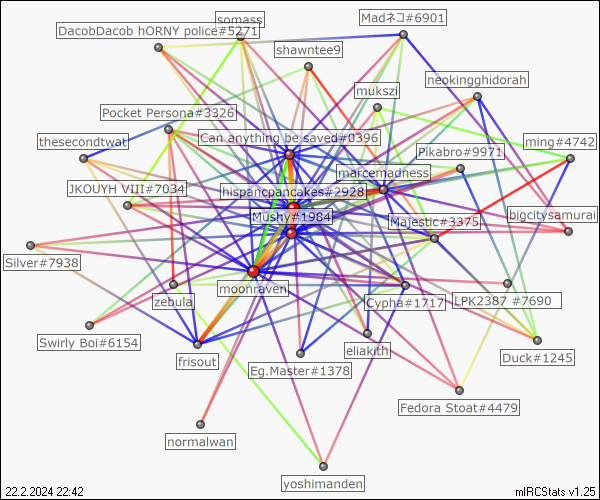 somass
Madネコ#6901
DacobDacob hORNY police#5271
shawntee9
neokingghidorah
mukszi
Pocket Persona#3326
thesecondtwat
Can anything be saved#0396
ming#4742
Pikabro#9971
marcemadness
JKOUYH VIII#7034
hispancpancakes#2928
Mushy#1984
bigcitysamurai
Majestic#3375
Silver#7938
moonraven
zebula
Cypha#1717
LPK2387 #7690
Swirly Boi#6154
eliakith
frisout
Duck#1245
Eg.Master#1378
Fedora Stoat#4479
normalwan
yoshimanden
22.2.2024 22:42
mIRCStats v1.25